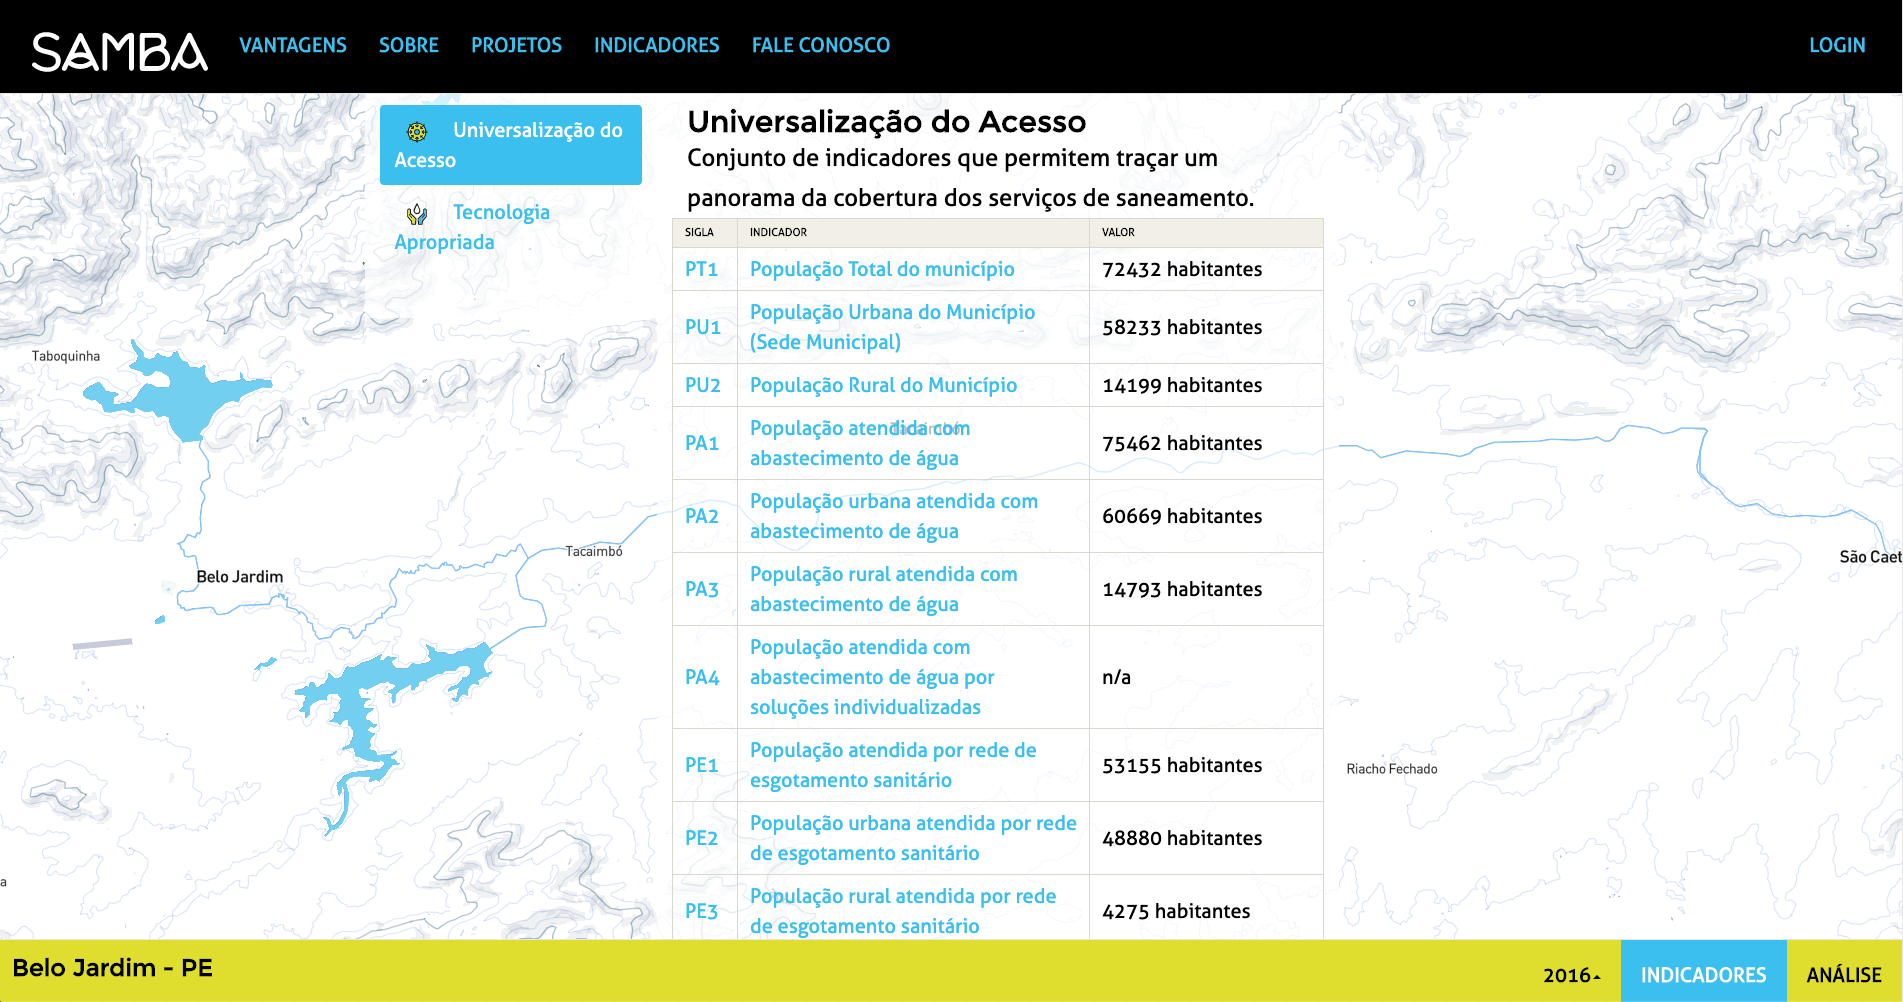 SAMBA
VANTAGENS SOBRE PROJETOS INDICADORES FALE CONOSCO LOGIN
Universalização do
Acesso
Tecnologia
Apropriada
Universalização do Acesso
Conjunto de indicadores que permitem traçar um
panorama da cobertura dos serviços de saneamento.
SIGLA INDICADOR VALOR
PT1 População Total do município 72432 habitantes
PU1 População Urbana do Município
(Sede Municipal) 58233 habitantes
PU2 População Rural do Município 14199 habitantes
PA1 População atendida com
abastecimento de água 75462 habitantes
PA2 População urbana atendida com
abastecimento de água 60669 habitantes
PA3 População rural atendida com
abastecimento de água 14793 habitantes
PA4 População atendida com
abastecimento de água por
soluções individualizadas n/a
PE1 População atendida por rede de
esgotamento sanitário 53155 habitantes
PE2 População urbana atendida por rede
de esgotamento sanitário 48880 habitantes
PE3 População rural atendida por rede
de esgotamento sanitário 4275 habitantes
Taboquinha
Belo Jardim
Tacaimbó
Tacaimbó
São Caet
Riacho Fechado
a
Belo Jardim - PE
2016 INDICADORES ANÁLISE